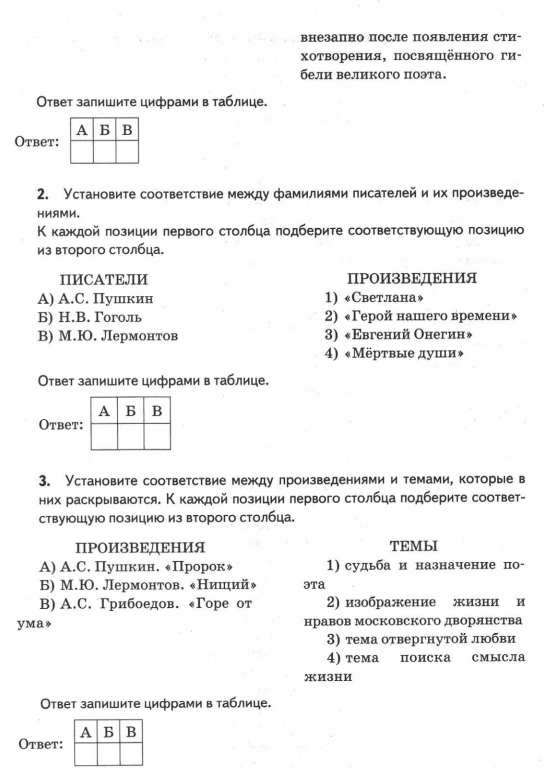 внезапно после появления сти-
хотворения, посвящённого ги-
бели великого поэта.
Ответ запишите цифрами в таблице.
Ответ:
А Б В
2. Установите соответствие между фамилиями писателей и их произведе-
ниями.
К каждой позиции первого столбца подберите соответствующую позицию
из второго столбца.
ПИСАТЕЛИ
А) А.С. Пушкин
Б) Н.В. Гоголь
В) М.Ю. Лермонтов
ПРОИЗВЕДЕНИЯ
1) «Светлана»
2) «Герой нашего времени»
3) «Евгений Онегин»
4) «Мёртвые души»
Ответ запишите цифрами в таблице.
Ответ:
А Б В
3. Установите соответствие между произведениями и темами, которые в
них раскрываются. К каждой позиции первого столбца подберите соответ-
ствующую позицию из второго столбца.
ПРОИЗВЕДЕНИЯ
А) А.С. Пушкин. «Пророк»
Б) М.Ю. Лермонтов. «Нищий»
В) А.С. Грибоедов. «Горе от
ума»
ТЕМЫ
1) судьба и назначение по-
эта
2) изображение жизни и
нравов московского дворянства
3) тема отвергнутой любви
4) тема поиска смысла
жизни
Ответ запишите цифрами в таблице.
Ответ:
А Б В